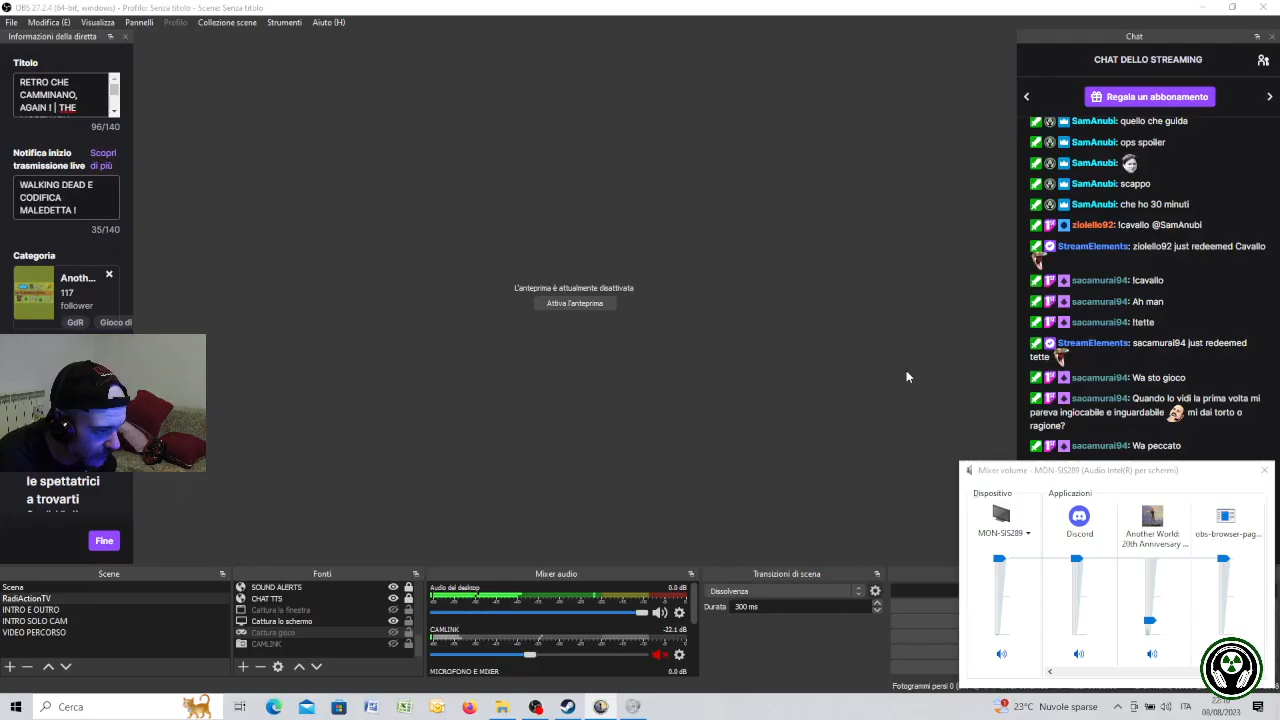 OBS 27.2.4 (64-bit, windows) - Profilo: Senza titolo - Scene: Senza titolo
File Modifica (E) Visualizza Pannelli Profilo Collezione scene Strumenti Aiuto (H)
Informazioni della diretta
Titolo
RETRO CHE
CAMMINANO,
AGAIN ! | THE
96/140
Notifica inizio
trasmissione live
Scopri
di più
WALKING DEAD E
CODIFICA
MALEDETTA !
35/140
Categoria
Anoth...
117
follower
GdR Gioco di
le spettatrici
a trovarti
Fine
L'anteprima è attualmente disattivata
Attiva l'anteprima
Chat
CHAT DELLO STREAMING
Regala un abbonamento
SamAnubi: quello che guida
SamAnubi: ops spoiler
SamAnubi:
SamAnubi: scappo
SamAnubi: che ho 30 minuti
ziolello92: !cavallo @SamAnubi
StreamElements: ziolello92 just redeemed Cavallo
sacamurai94: !cavallo
sacamurai94: Ah man
sacamurai94: !tette
StreamElements: sacamurai94 just redeemed
tette
sacamurai94: Wa sto gioco
sacamurai94: Quando lo vidi la prima volta mi
pareva ingiocabile e inguardabile mi dai torto o
ragione?
sacamurai94: Wa peccato
Mixer volume - MON-SIS289 (Audio Intel(R) per schermi)
Dispositivo
Applicazioni
MON-SIS289
Discord
Another World:
20th Anniversary ...
obs-browser-pag...
Scene
Scena
RadiActionTV
INTRO E OUTRO
INTRO SOLO CAM
VIDEO PERCORSO
Fonti
SOUND ALERTS
CHAT TTS
Cattura la finestra
Cattura lo schermo
Cattura gioco
CAMLINK
Mixer audio
Audio del desktop 0.0 dB
CAMLINK -22.1 dB
MICROFONO E MIXER 0.0 dB
Transizioni di scena
Dissolvenza
Durata 300 ms
Fotogrammi persi 0
Cerca
23°C Nuvole sparse
ITA
08/08/2023